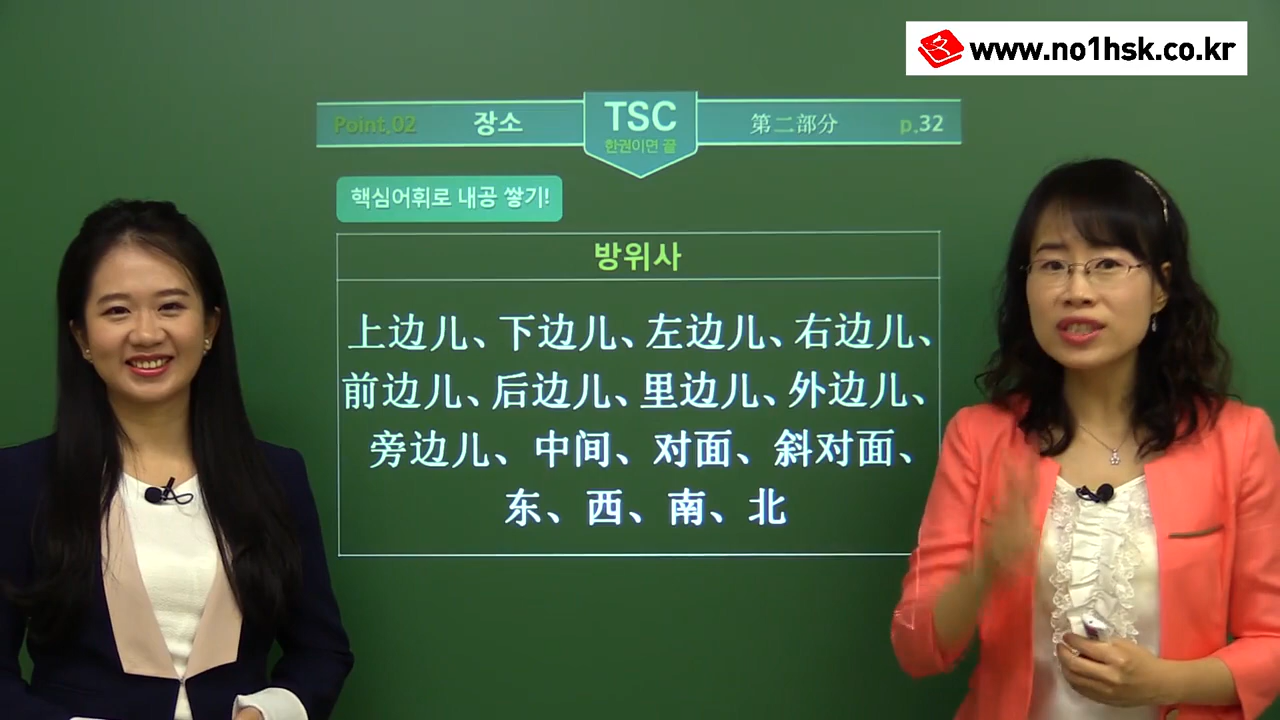 www.no1hsk.co.kr
Point.02 장소 TSC 第二部分 p.32
한권이면 끝
핵심어휘로 내공 쌓기!
방위사
上边儿、下边儿、左边儿、右边儿、
前边儿、后边儿、里边儿、外边儿、
旁边儿、中间、对面、斜对面、
东、西、南、北